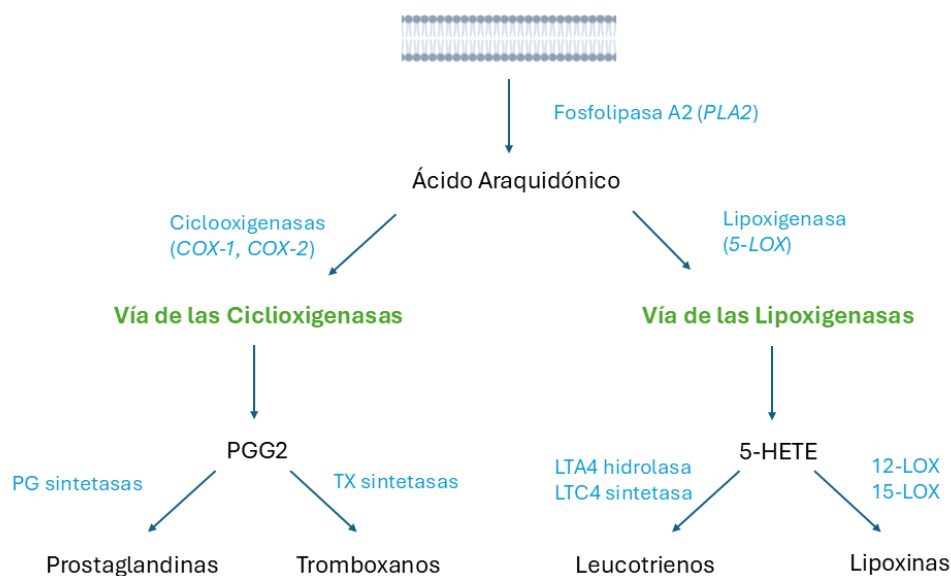 Fosfolipasa A2 (PLA2)
Ácido Araquidónico
Ciclooxigenasas
(COX-1, COX-2)
Lipoxigenasa
(5-LOX)
Vía de las Ciclioxigenasas
Vía de las Lipoxigenasas
PGG2
5-HETE
PG sintetasas
TX sintetasas
LTA4 hidrolasa
LTC4 sintetasa
12-LOX
15-LOX
Prostaglandinas
Tromboxanos
Leucotrienos
Lipoxinas